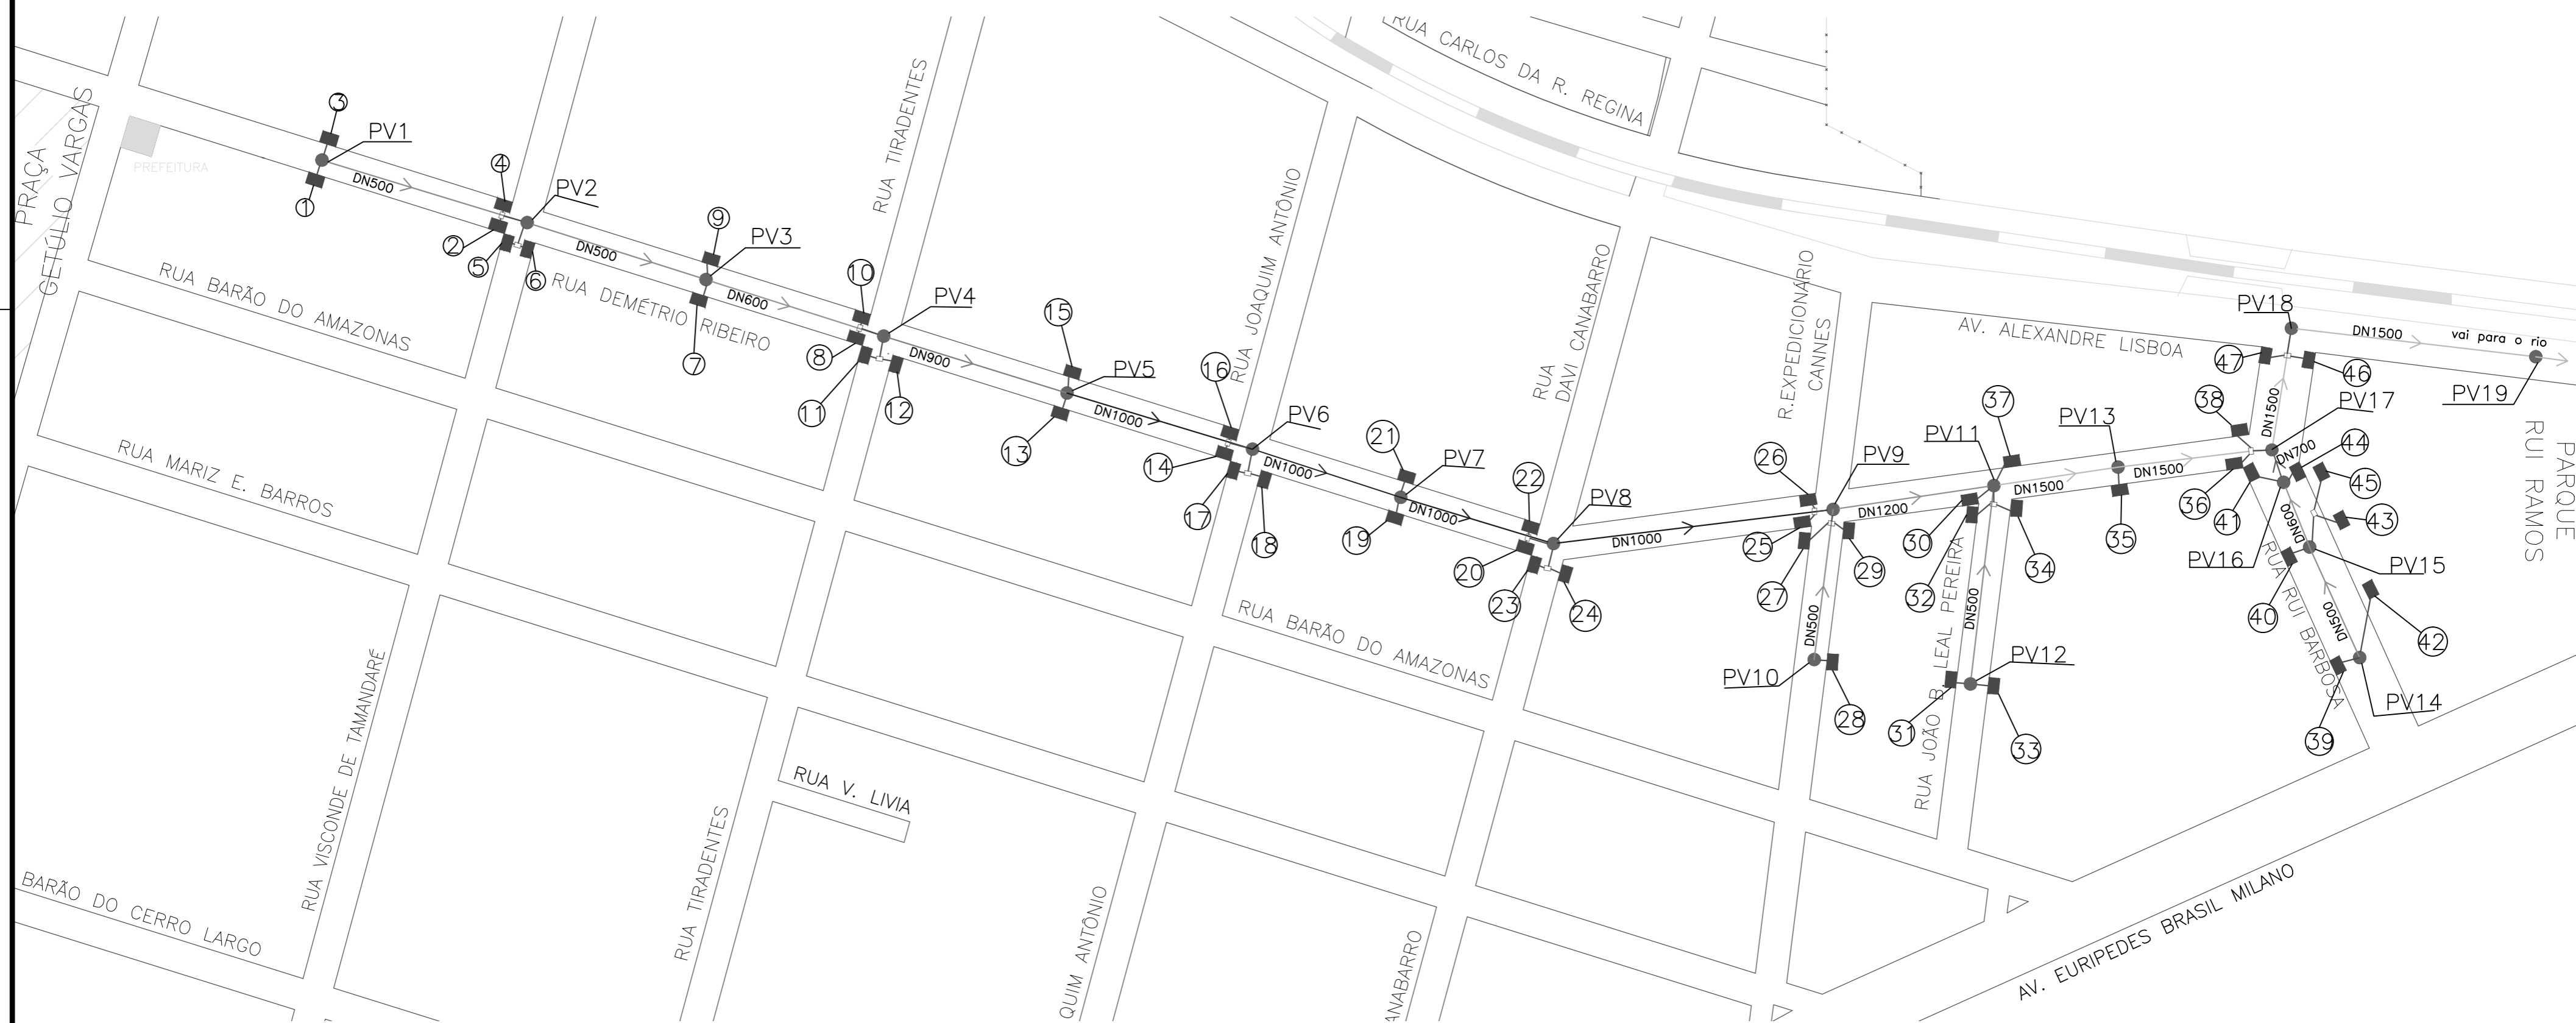 RUA CARLOS DA R. REGINA
PRAÇA
GETÚLIO VARGAS
PREFEITURA
3
PV1
DN500
1
4
PV2
2
5
6
DN500
9
PV3
7
DN600
RUA DEMÉTRIO RIBEIRO
RUA TIRADENTES
10
PV4
8
11
12
DN900
15
PV5
13
DN1000
RUA JOAQUIM ANTÔNIO
16
PV6
14
17
18
DN1000
21
PV7
19
DN1000
RUA
DAVI CANABARRO
22
PV8
20
23
24
DN1000
R.EXPEDICIONÁRIO
CANNES
26
PV9
25
27
29
DN1200
DN500
PV10
28
AV. ALEXANDRE LISBOA
37
PV11
30
32
34
DN1500
DN500
RUA JOÃO B. LEAL PEREIRA
PV12
31
33
PV13
35
DN1500
38
36
41
PV17
DN700
44
45
43
PV16
DN600
PV15
40
RUA RUI BARBOSA
DN500
42
39
PV14
DN1500
47
46
PV18
DN1500
vai para o rio
PV19
PARQUE
RUI RAMOS
RUA BARÃO DO AMAZONAS
RUA MARIZ E. BARROS
RUA BARÃO DO AMAZONAS
RUA VISCONDE DE TAMANDARÉ
RUA V. LIVIA
RUA TIRADENTES
BARÃO DO CERRO LARGO
QUIM ANTÔNIO
ANABARRO
AV. EURIPEDES BRASIL MILANO